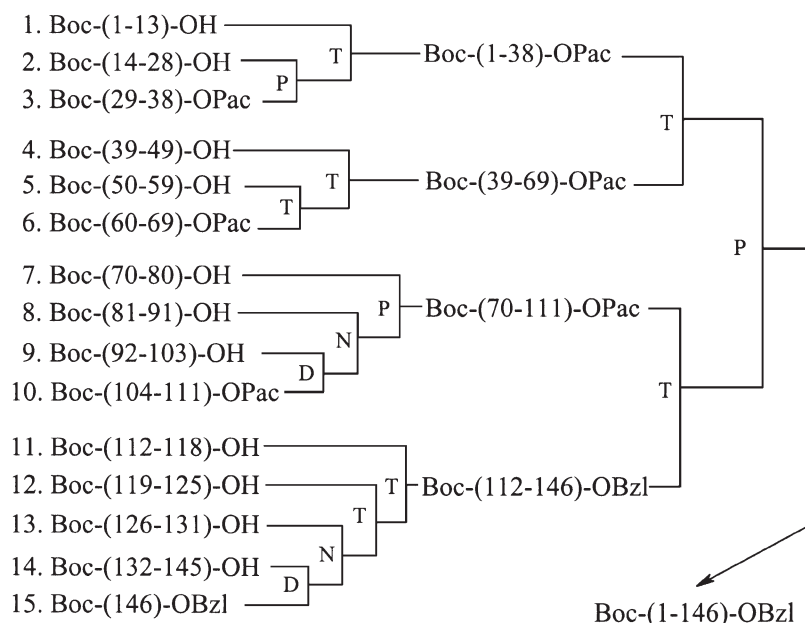 1. Boc-(1-13)-OH
T
Boc-(1-38)-OPac
2. Boc-(14-28)-OH
P
3. Boc-(29-38)-OPac
T
4. Boc-(39-49)-OH
T
Boc-(39-69)-OPac
5. Boc-(50-59)-OH
T
6. Boc-(60-69)-OPac
P
7. Boc-(70-80)-OH
P
Boc-(70-111)-OPac
8. Boc-(81-91)-OH
N
9. Boc-(92-103)-OH
D
10. Boc-(104-111)-OPac
T
11. Boc-(112-118)-OH
T
Boc-(112-146)-OBzl
12. Boc-(119-125)-OH
T
13. Boc-(126-131)-OH
N
14. Boc-(132-145)-OH
D
15. Boc-(146)-OBzl
Boc-(1-146)-OBzl